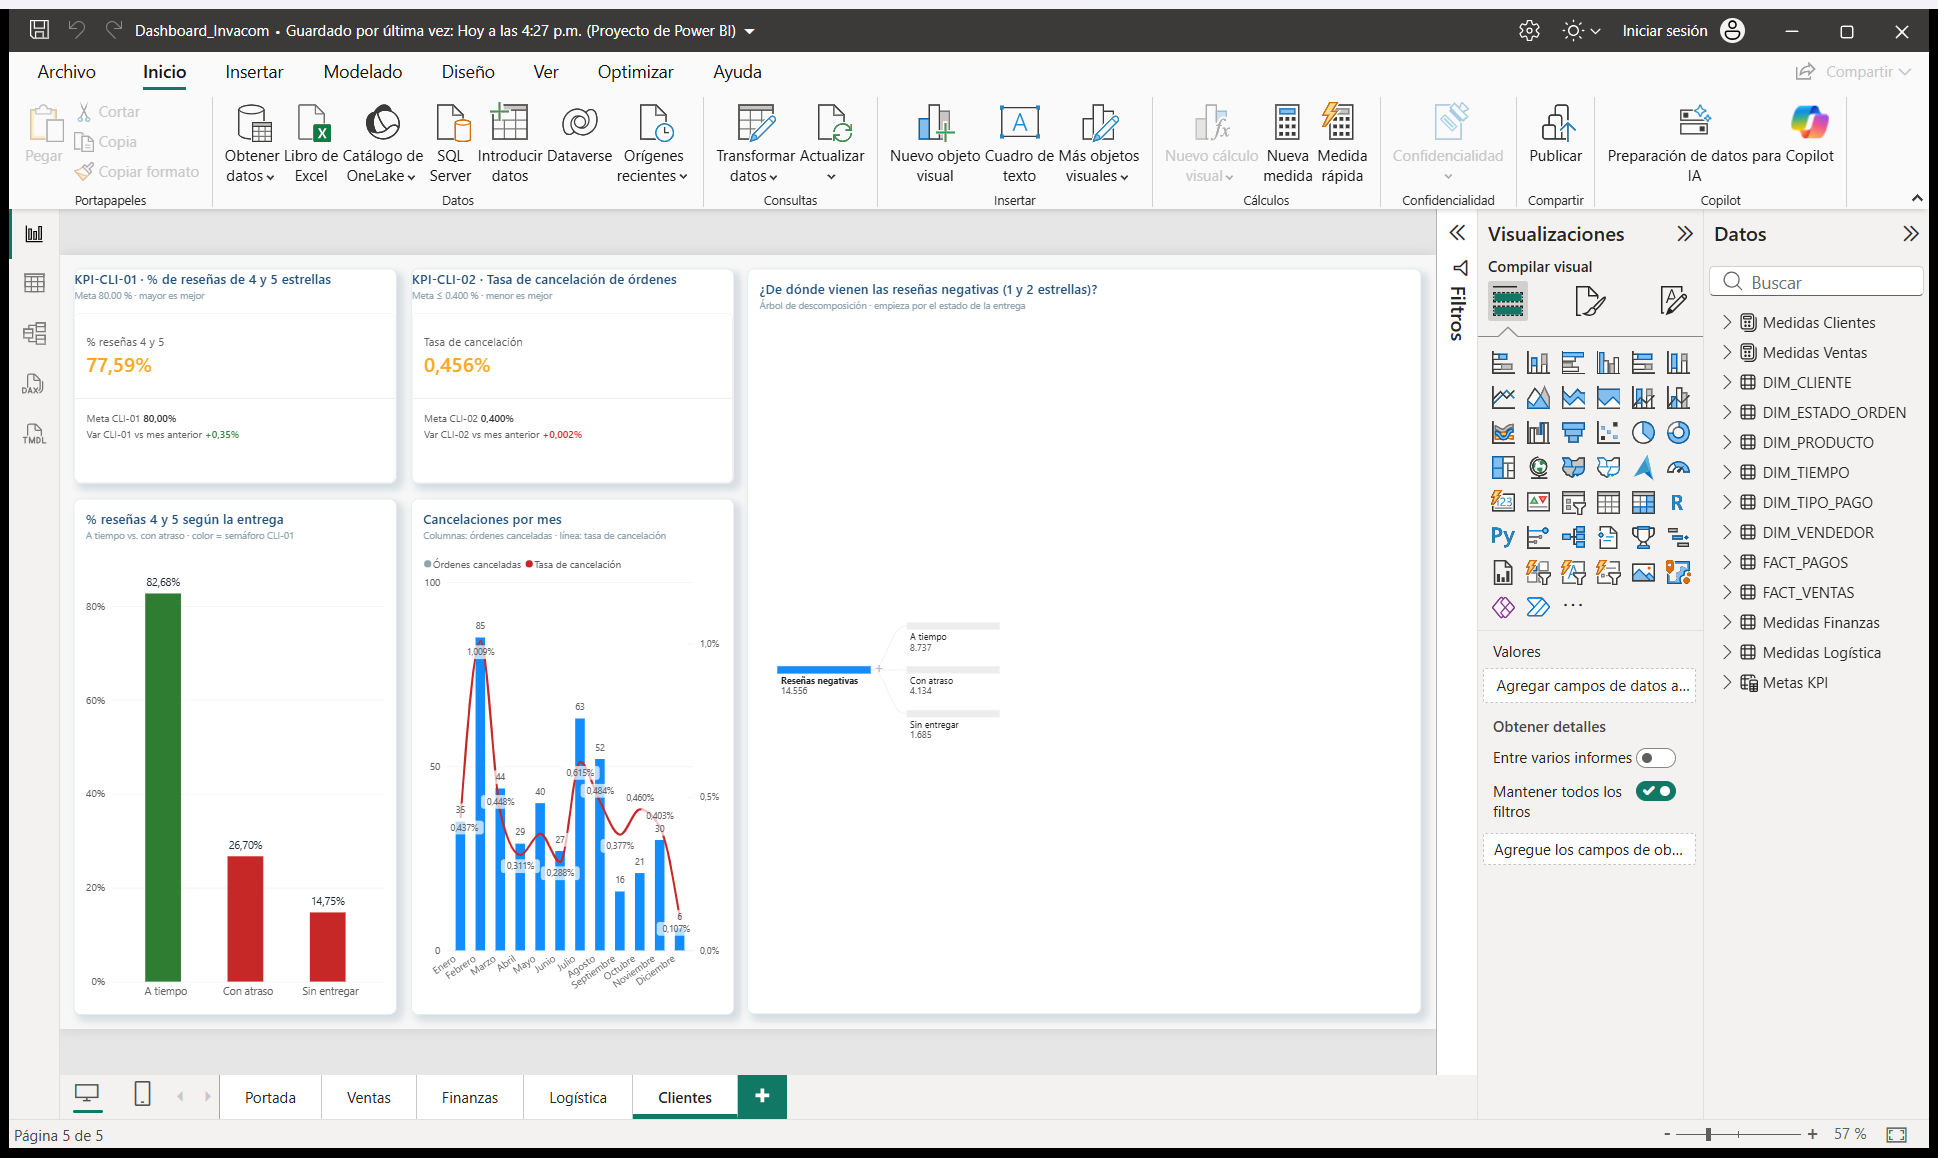 Dashboard_Invacom • Guardado por última vez: Hoy a las 4:27 p.m. (Proyecto de Power BI)
Iniciar sesión
Archivo
Inicio
Insertar
Modelado
Diseño
Ver
Optimizar
Ayuda
Compartir
Pegar
Cortar
Copia
Copiar formato
Portapapeles
Obtener datos
Libro de Excel
Catálogo de OneLake
SQL Server
Introducir datos
Dataverse
Orígenes recientes
Datos
Transformar datos
Actualizar
Consultas
Nuevo objeto visual
Cuadro de texto
Más objetos visuales
Insertar
Nuevo cálculo visual
Nueva medida
Medida rápida
Cálculos
Confidencialidad
Confidencialidad
Publicar
Compartir
Preparación de datos para IA
Copilot
Copilot
DAX
TMDL
KPI-CLI-01 · % de reseñas de 4 y 5 estrellas
Meta 80.00 % · mayor es mejor
% reseñas 4 y 5
77,59%
Meta CLI-01 80,00%
Var CLI-01 vs mes anterior +0,35%
KPI-CLI-02 · Tasa de cancelación de órdenes
Meta ≤ 0.400 % · menor es mejor
Tasa de cancelación
0,456%
Meta CLI-02 0,400%
Var CLI-02 vs mes anterior +0,002%
¿De dónde vienen las reseñas negativas (1 y 2 estrellas)?
Árbol de descomposición · empieza por el estado de la entrega
Reseñas negativas
14.556
A tiempo
8.737
Con atraso
4.134
Sin entregar
1.685
% reseñas 4 y 5 según la entrega
A tiempo vs. con atraso · color = semáforo CLI-01
80%
60%
40%
20%
0%
82,68%
26,70%
14,75%
A tiempo
Con atraso
Sin entregar
Cancelaciones por mes
Columnas: órdenes canceladas · línea: tasa de cancelación
Órdenes canceladas
Tasa de cancelación
100
50
0
1,0%
0,5%
0,0%
35
85
44
29
40
27
63
52
16
21
30
6
0,437%
1,009%
0,448%
0,311%
0,288%
0,615%
0,484%
0,377%
0,460%
0,403%
0,107%
Enero
Febrero
Marzo
Abril
Mayo
Junio
Julio
Agosto
Septiembre
Octubre
Noviembre
Diciembre
Filtros
Visualizaciones
Compilar visual
123
R
Py
Valores
Agregar campos de datos a...
Obtener detalles
Entre varios informes
Mantener todos los filtros
Agregue los campos de ob...
Datos
Buscar
Medidas Clientes
Medidas Ventas
DIM_CLIENTE
DIM_ESTADO_ORDEN
DIM_PRODUCTO
DIM_TIEMPO
DIM_TIPO_PAGO
DIM_VENDEDOR
FACT_PAGOS
FACT_VENTAS
Medidas Finanzas
Medidas Logística
Metas KPI
Portada
Ventas
Finanzas
Logística
Clientes
Página 5 de 5
57 %